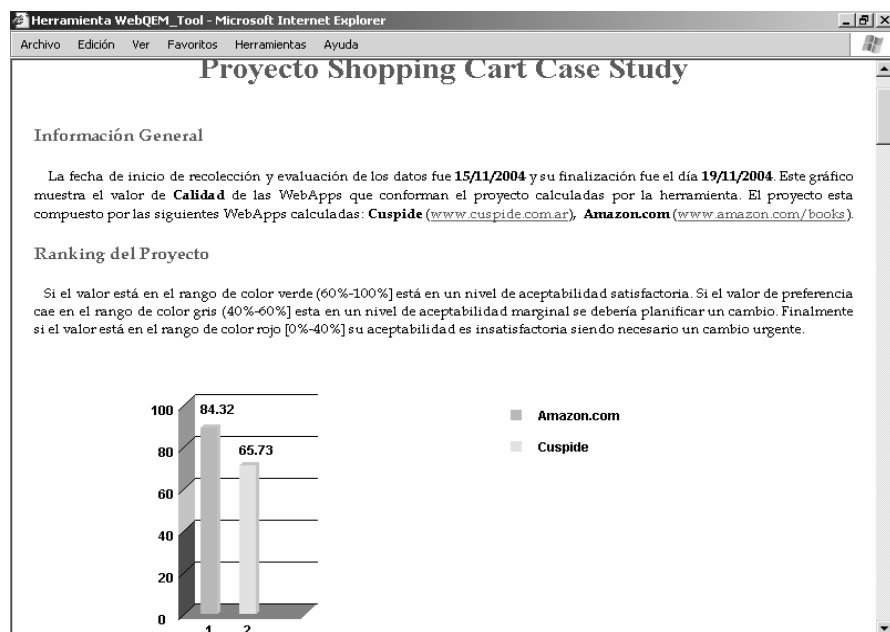 Herramienta WebQEM_Tool - Microsoft Internet Explorer
Archivo Edición Ver Favoritos Herramientas Ayuda
Proyecto Shopping Cart Case Study
Información General
La fecha de inicio de recolección y evaluación de los datos fue 15/11/2004 y su finalización fue el día 19/11/2004. Este gráfico
muestra el valor de Calidad de las WebApps que conforman el proyecto calculadas por la herramienta. El proyecto esta
compuesto por las siguientes WebApps calculadas: Cuspide (www.cuspide.com.ar), Amazon.com (www.amazon.com/books).
Ranking del Proyecto
Si el valor está en el rango de color verde (60%-100%] está en un nivel de aceptabilidad satisfactoria. Si el valor de preferencia
cae en el rango de color gris (40%-60%] esta en un nivel de aceptabilidad marginal se debería planificar un cambio. Finalmente
si el valor está en el rango de color rojo [0%-40%] su aceptabilidad es insatisfactoria siendo necesario un cambio urgente.
100
84.32
Amazon.com
80
65.73
Cuspide
60
40
20
0
1 2